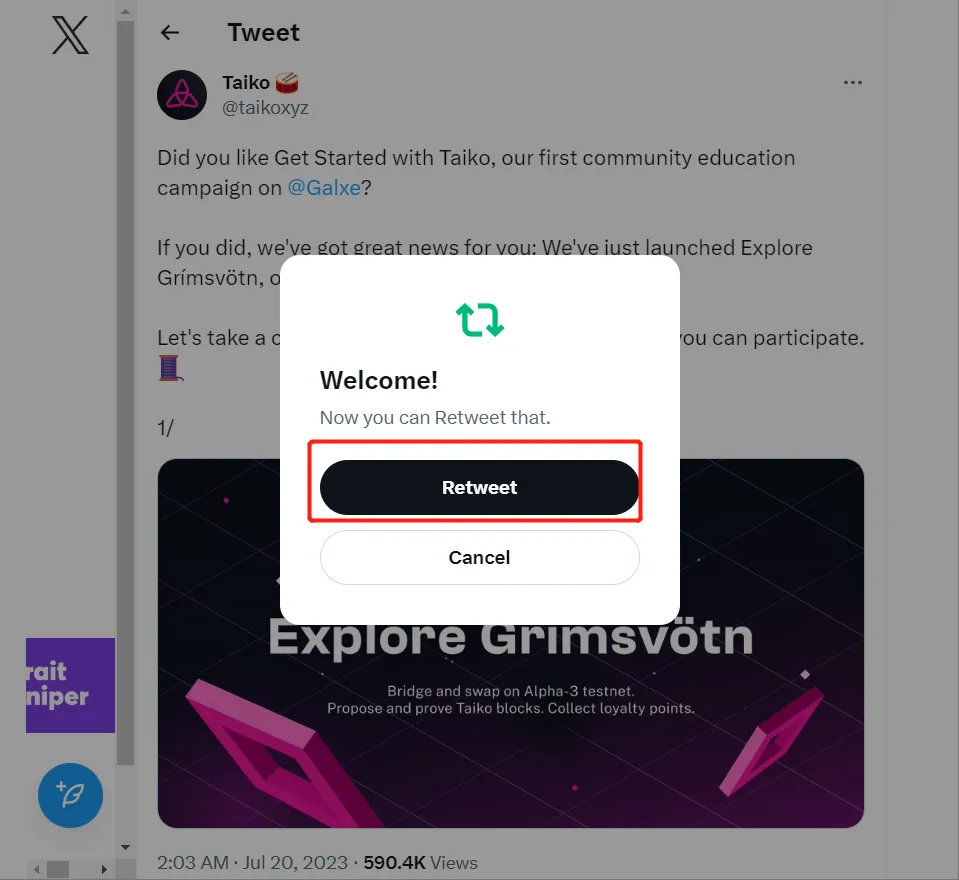 Tweet
Taiko 🥁
@taikoxyz
Did you like Get Started with Taiko, our first community education
campaign on @Galxe?
If you did, we've got great news for you: We've just launched Explore
Grímsvötn, o
Let's take a c
you can participate.
🧵
1/
Welcome!
Now you can Retweet that.
Retweet
Cancel
Explore Grímsvötn
Bridge and swap on Alpha-3 testnet.
Propose and prove Taiko blocks. Collect loyalty points.
rait
niper
2:03 AM · Jul 20, 2023 · 590.4K Views